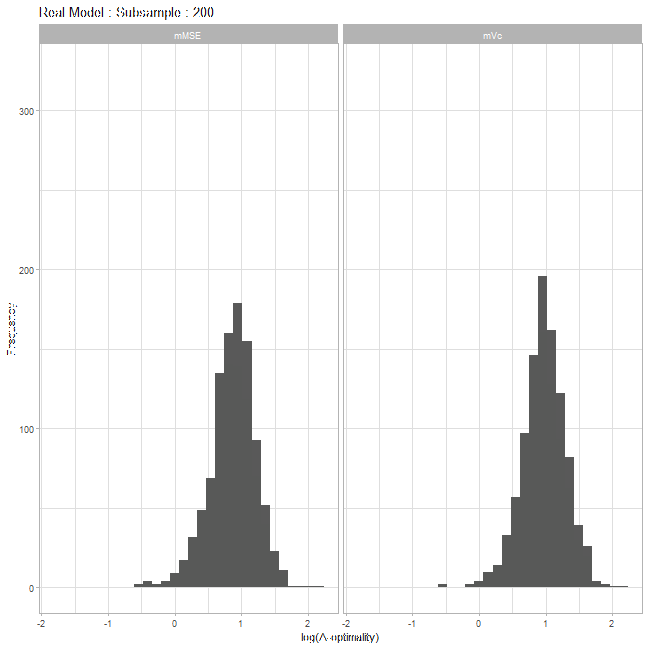 Real Model : Subsample : 200
mMSE mVc
300
200
100
0
-2 -1 0 1 2 -2 -1 0 1 2
log(A-optimality)
Frequency